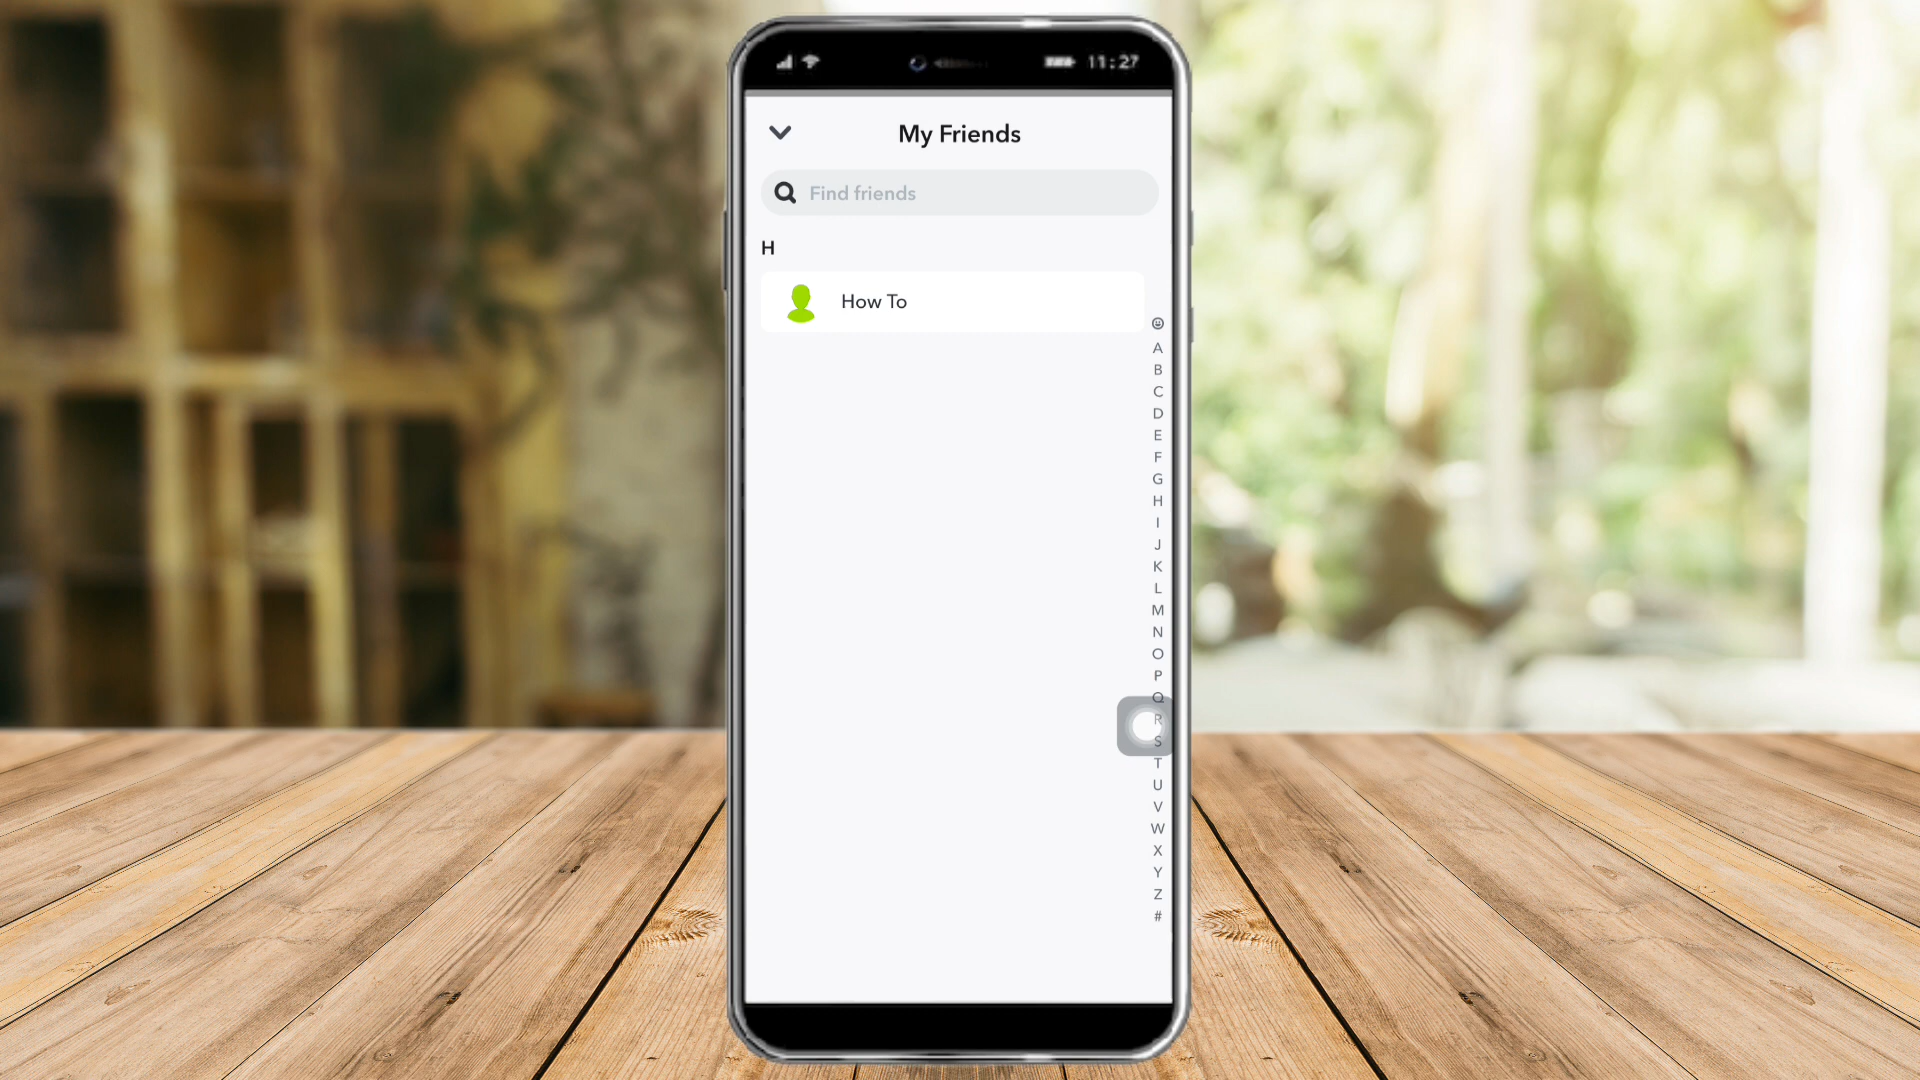 11:27
My Friends
Find friends
H
How To
A
B
C
D
E
F
G
H
I
J
K
L
M
N
O
P
Q
R
S
T
U
V
W
X
Y
Z
#